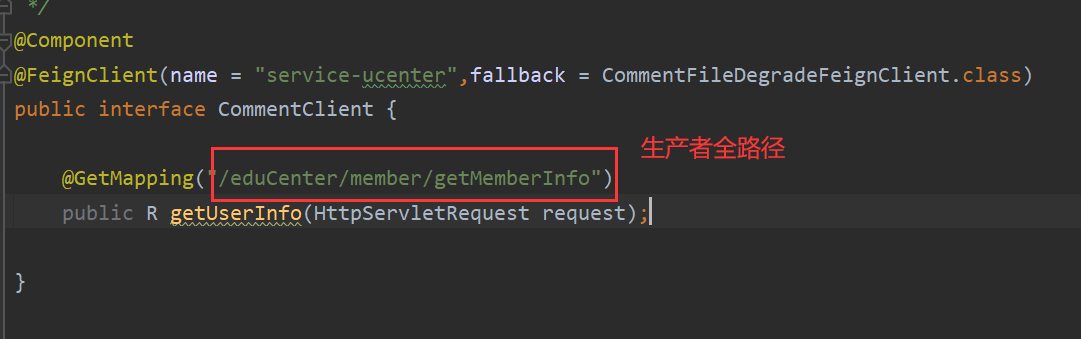 */
@Component
@FeignClient(name = "service-ucenter",fallback = CommentFileDegradeFeignClient.class)
public interface CommentClient {
生产者全路径
@GetMapping("/eduCenter/member/getMemberInfo")
public R getUserInfo(HttpServletRequest request);
}